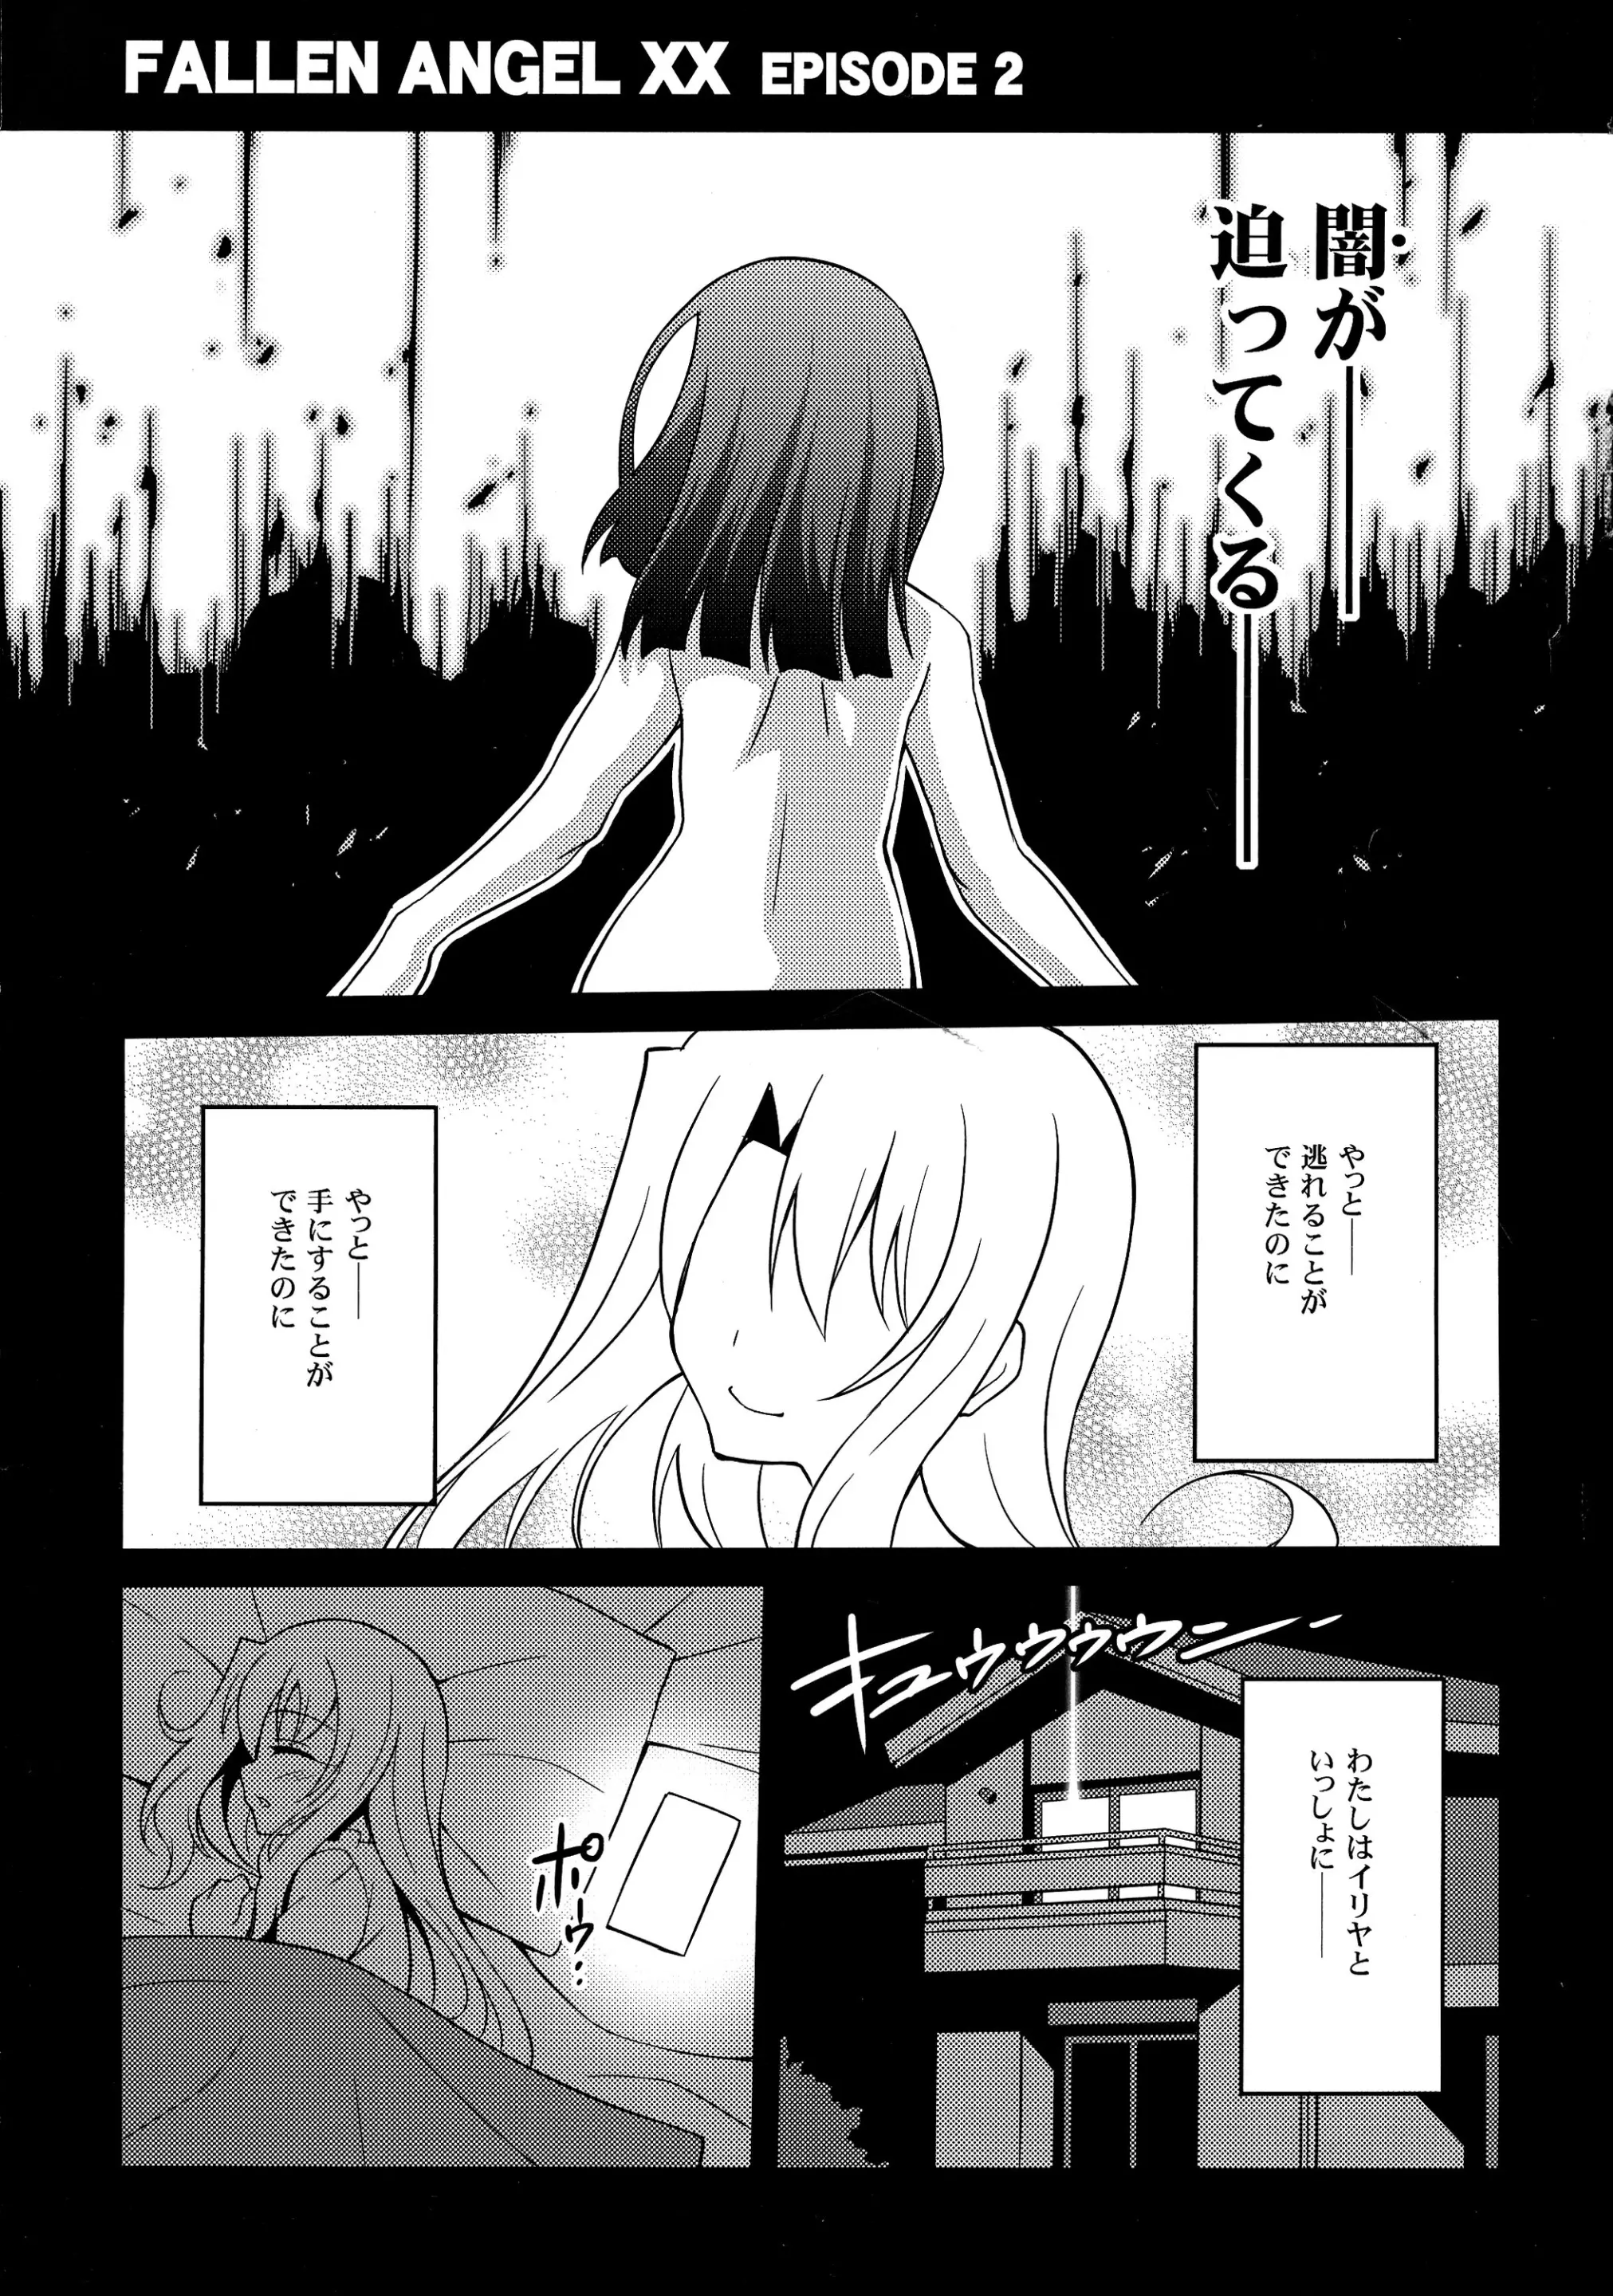 FALLEN ANGEL XX EPISODE 2
闇が――
迫ってくる――
やっと――
逃れることが
できたのに
やっと――
手にすることが
できたのに
キュウウゥウンー
わたしはイリヤと
いっしょに――
ポゥ…